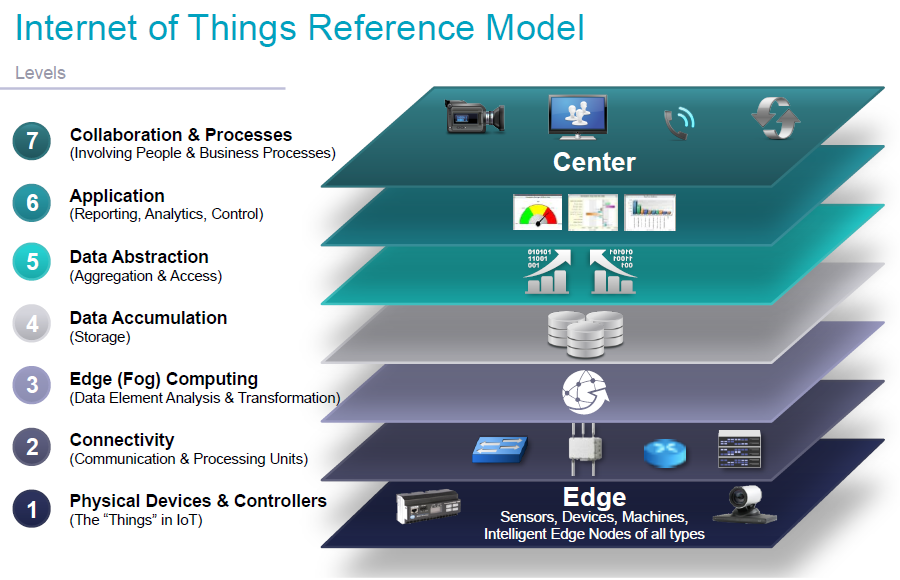 Internet of Things Reference Model
Levels
7
Collaboration & Processes
(Involving People & Business Processes)
6
Application
(Reporting, Analytics, Control)
5
Data Abstraction
(Aggregation & Access)
4
Data Accumulation
(Storage)
3
Edge (Fog) Computing
(Data Element Analysis & Transformation)
2
Connectivity
(Communication & Processing Units)
1
Physical Devices & Controllers
(The “Things” in IoT)
Center
010101
11001
001
010101
11001
001
Edge
Sensors, Devices, Machines,
Intelligent Edge Nodes of all types